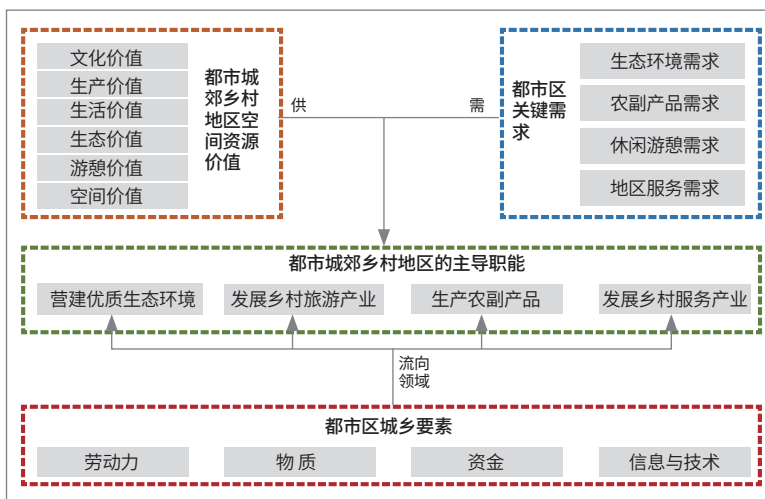 文化价值
生产价值
生活价值
生态价值
游憩价值
空间价值
都市城
郊乡村
地区空
间资源
价值
供
需
都市区
关键需
求
生态环境需求
农副产品需求
休闲游憩需求
地区服务需求
都市城郊乡村地区的主导职能
营建优质生态环境
发展乡村旅游产业
生产农副产品
发展乡村服务产业
流向
领域
都市区城乡要素
劳动力
物 质
资金
信息与技术